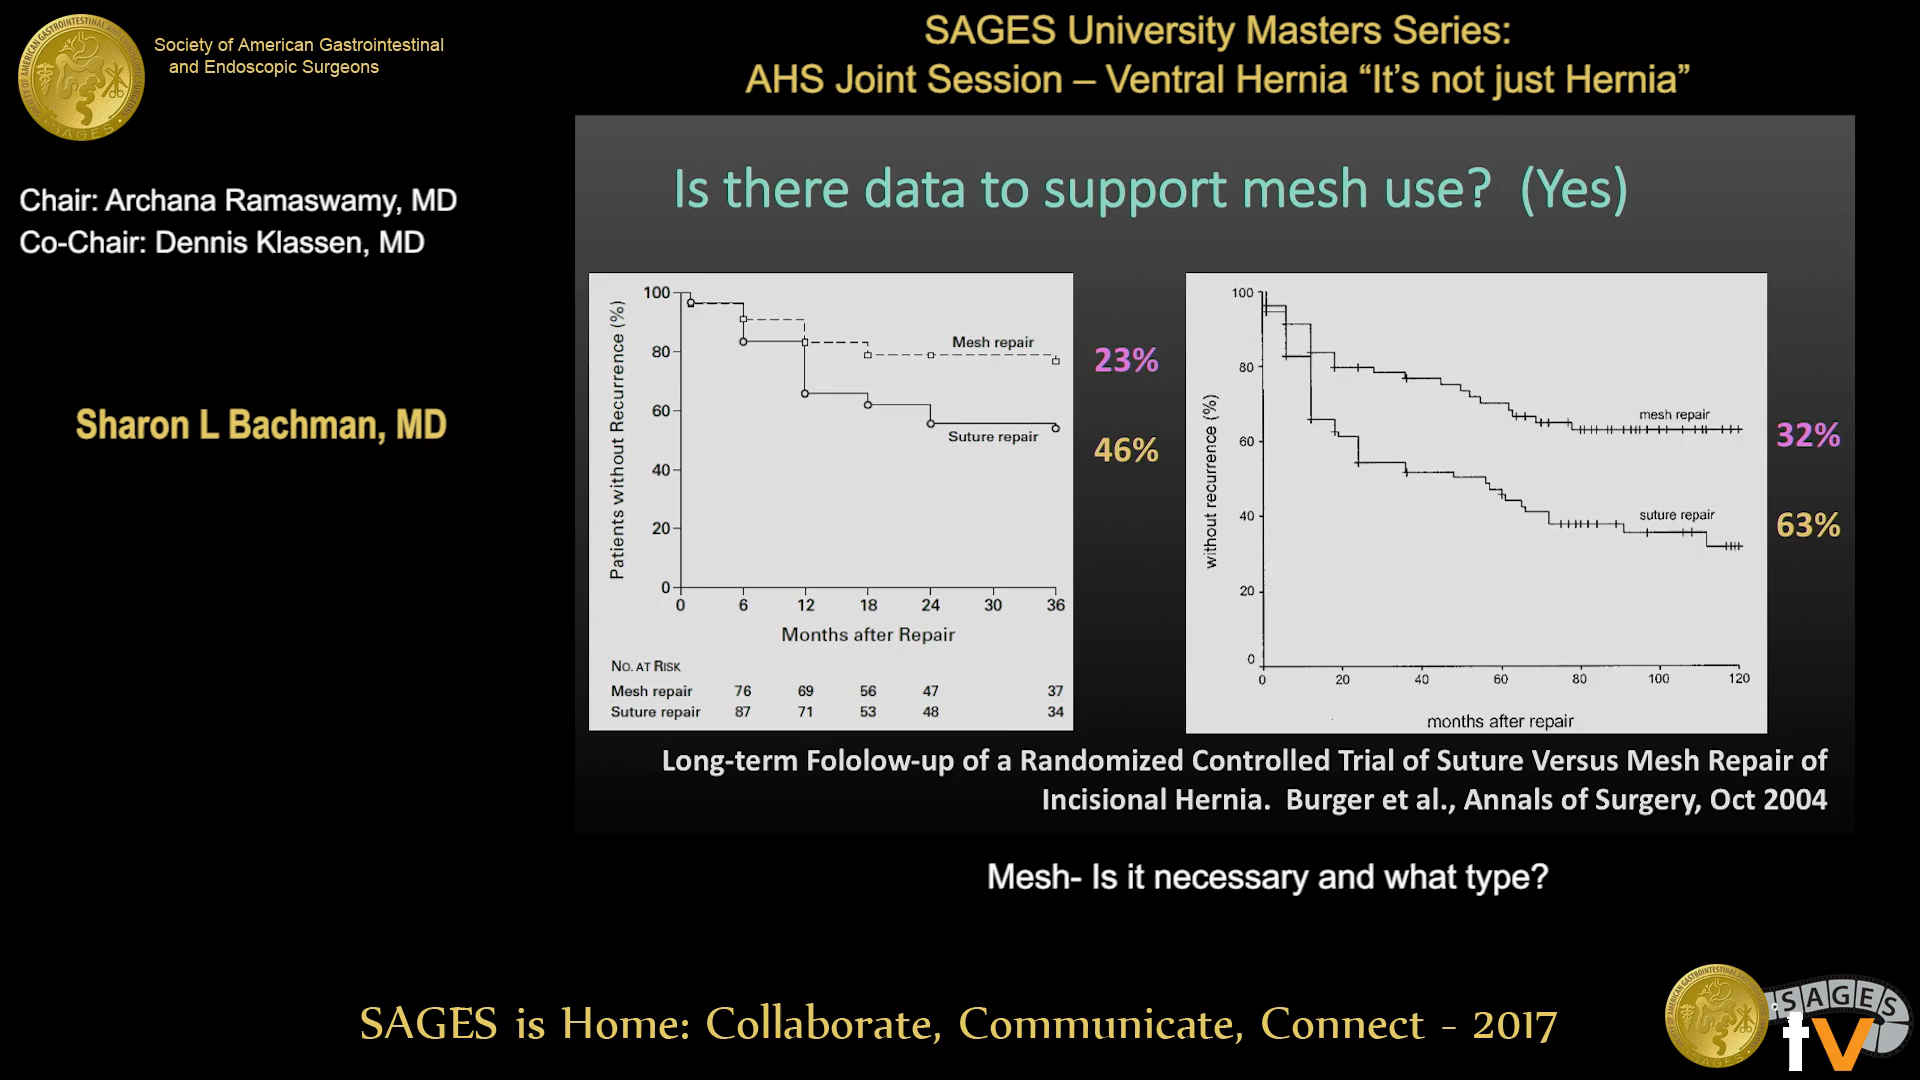 Society of American Gastrointestinal
and Endoscopic Surgeons
SAGES University Masters Series:
AHS Joint Session – Ventral Hernia “It’s not just Hernia”
Chair: Archana Ramaswamy, MD
Co-Chair: Dennis Klassen, MD
Sharon L Bachman, MD
Is there data to support mesh use? (Yes)
Patients without Recurrence (%)
100
80
60
40
20
0
Mesh repair
Suture repair
0 6 12 18 24 30 36
Months after Repair
No. at Risk
Mesh repair 76 69 56 47 37
Suture repair 87 71 53 48 34
23%
46%
without recurrence (%)
100
80
60
40
20
0
mesh repair
suture repair
0 20 40 60 80 100 120
months after repair
32%
63%
Long-term Fololow-up of a Randomized Controlled Trial of Suture Versus Mesh Repair of
Incisional Hernia. Burger et al., Annals of Surgery, Oct 2004
Mesh- Is it necessary and what type?
SAGES is Home: Collaborate, Communicate, Connect - 2017
SAGES
tv